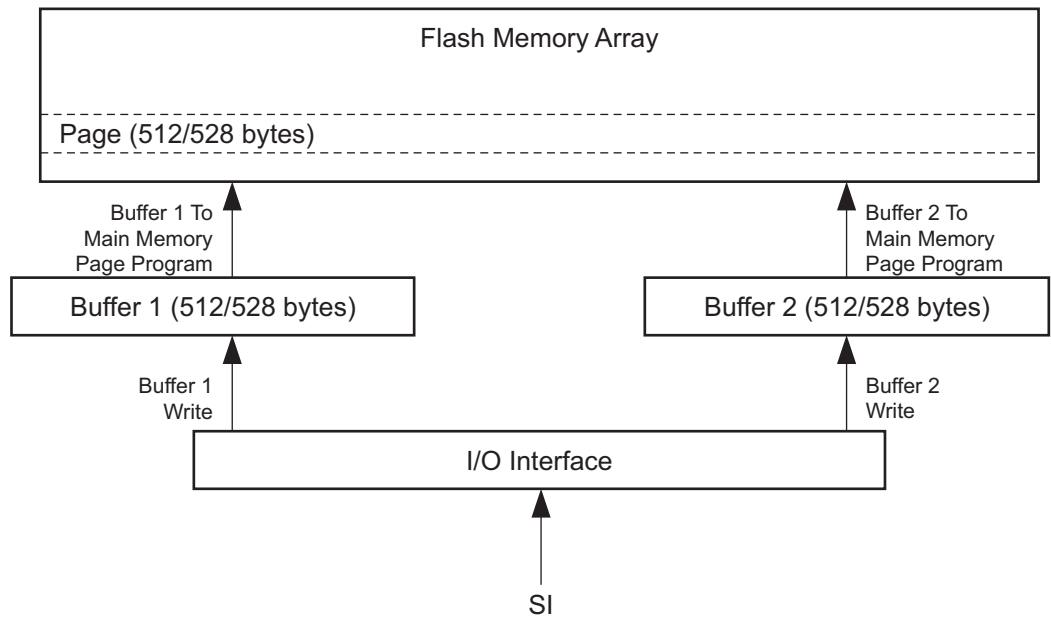 Flash Memory Array
Page (512/528 bytes)
Buffer 1 To
Main Memory
Page Program
Buffer 2 To
Main Memory
Page Program
Buffer 1 (512/528 bytes)
Buffer 2 (512/528 bytes)
Buffer 1
Write
Buffer 2
Write
I/O Interface
SI